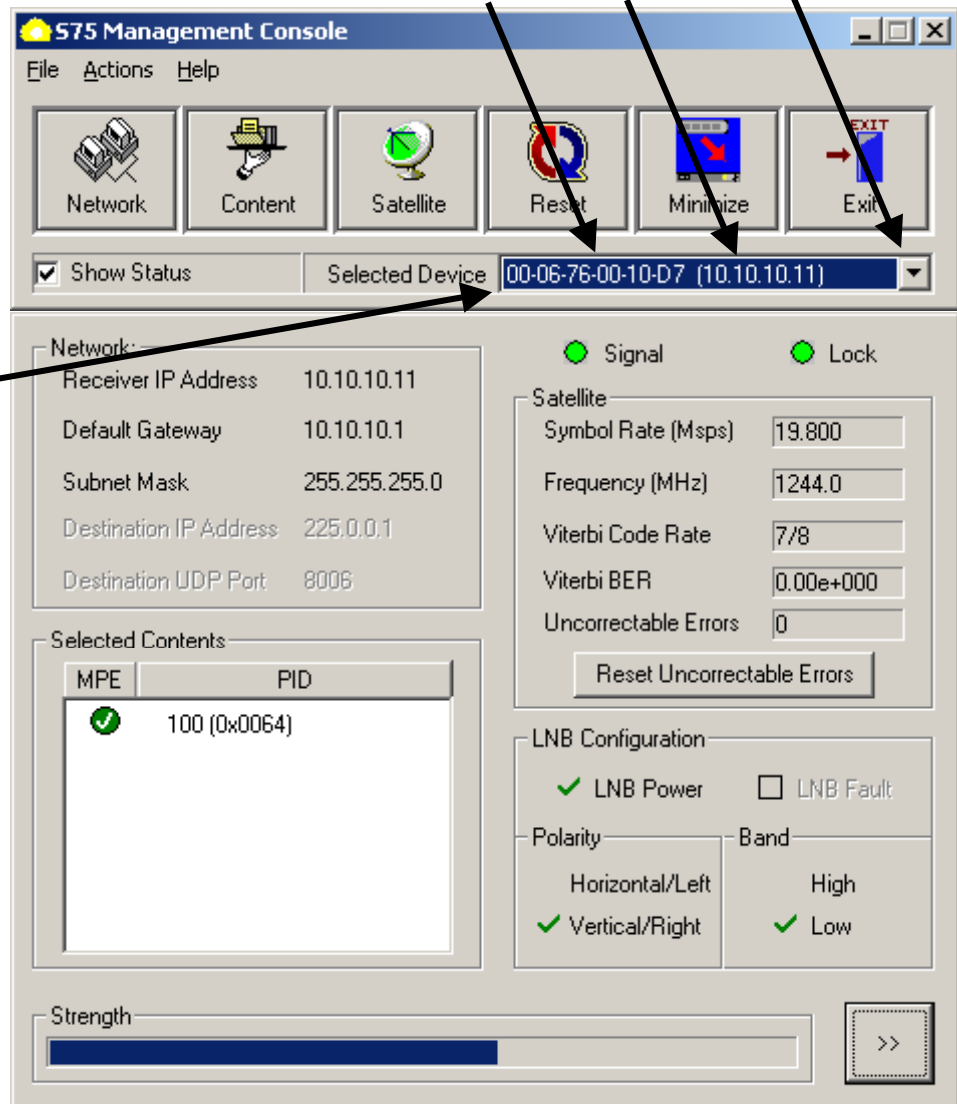 S75 Management Console
File Actions Help
EXIT
Network Content Satellite Reset Minimize Exit
Show Status Selected Device 00-06-76-00-10-D7 (10.10.10.11)
Network:
Receiver IP Address 10.10.10.11
Default Gateway 10.10.10.1
Subnet Mask 255.255.255.0
Destination IP Address 225.0.0.1
Destination UDP Port 8006
Selected Contents
MPE PID
100 (0x0064)
Signal Lock
Satellite
Symbol Rate (Msps) 19.800
Frequency (MHz) 1244.0
Viterbi Code Rate 7/8
Viterbi BER 0.00e+000
Uncorrectable Errors 0
Reset Uncorrectable Errors
LNB Configuration
LNB Power LNB Fault
Polarity Band
Horizontal/Left High
Vertical/Right Low
Strength
>>